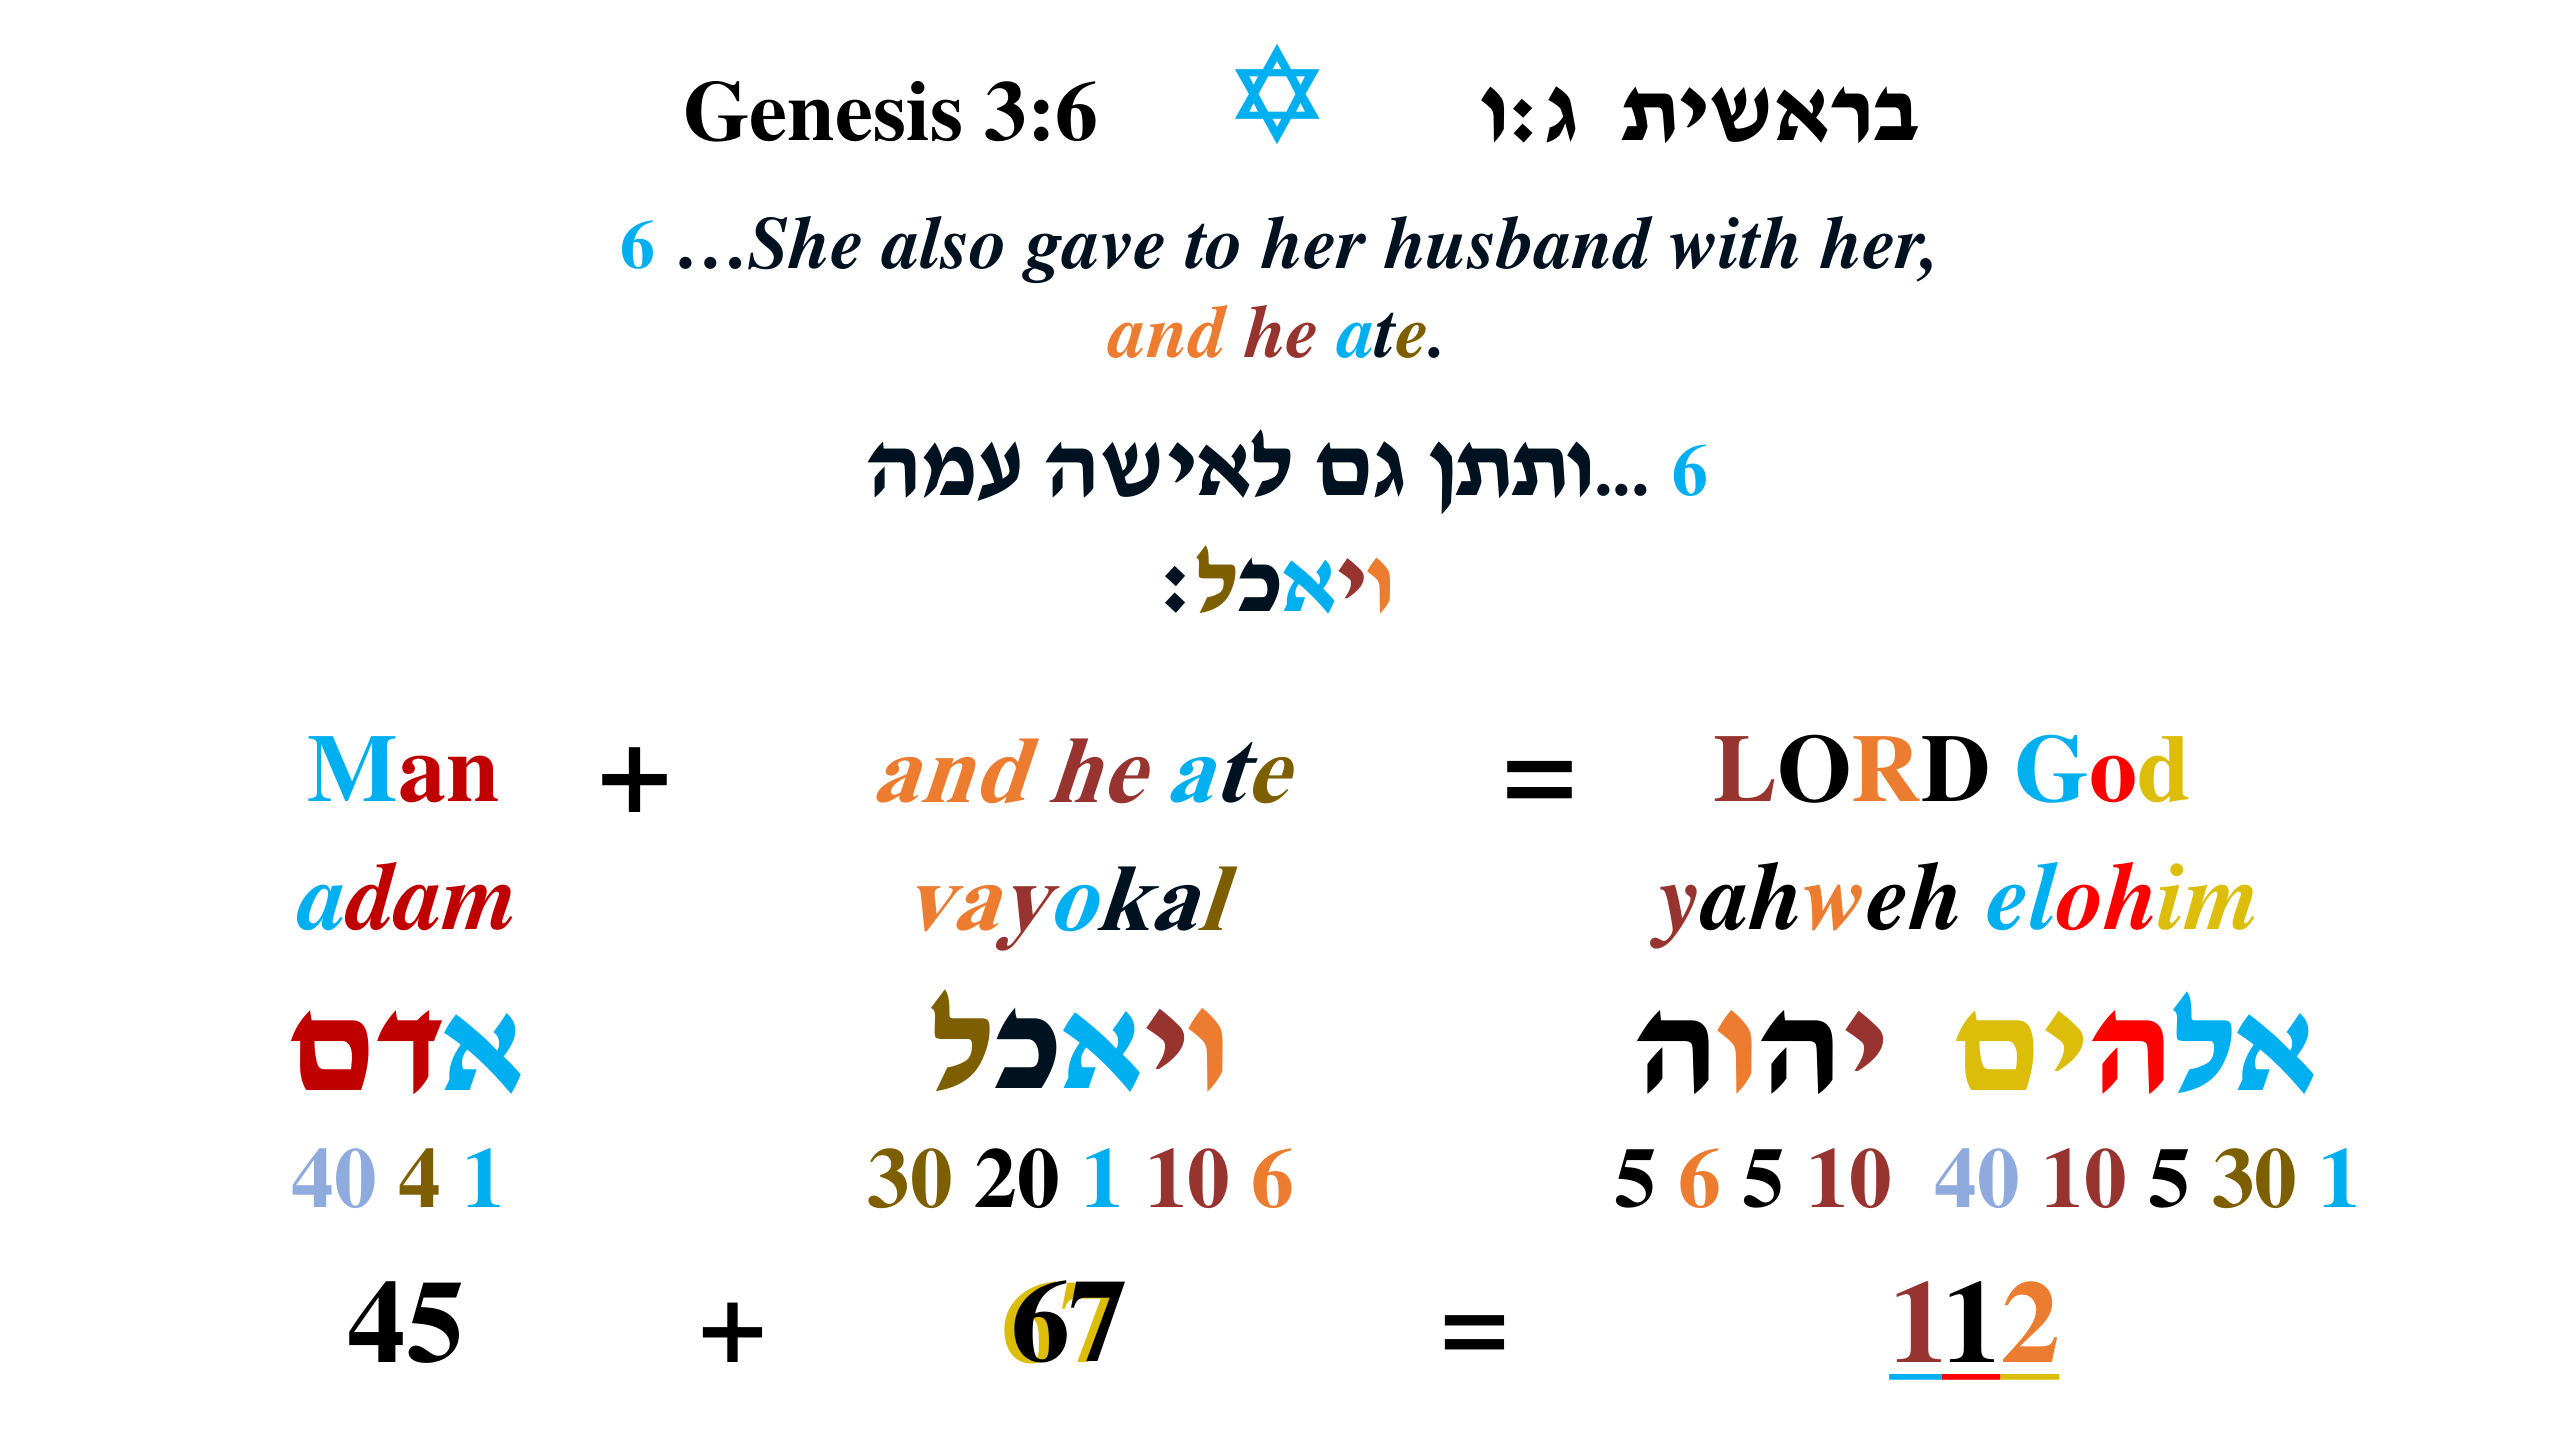 Genesis 3:6 ✡ בראשית ג:ו
6 …She also gave to her husband with her,
and he ate.
6 ...ותתן גם לאישה עמה
ויאכל:
Man + and he ate = LORD God
adam vayokal yahweh elohim
אדם ויאכל יהוה אלהים
40 4 1 30 20 1 10 6 5 6 5 10 40 10 5 30 1
45 + 67 = 112